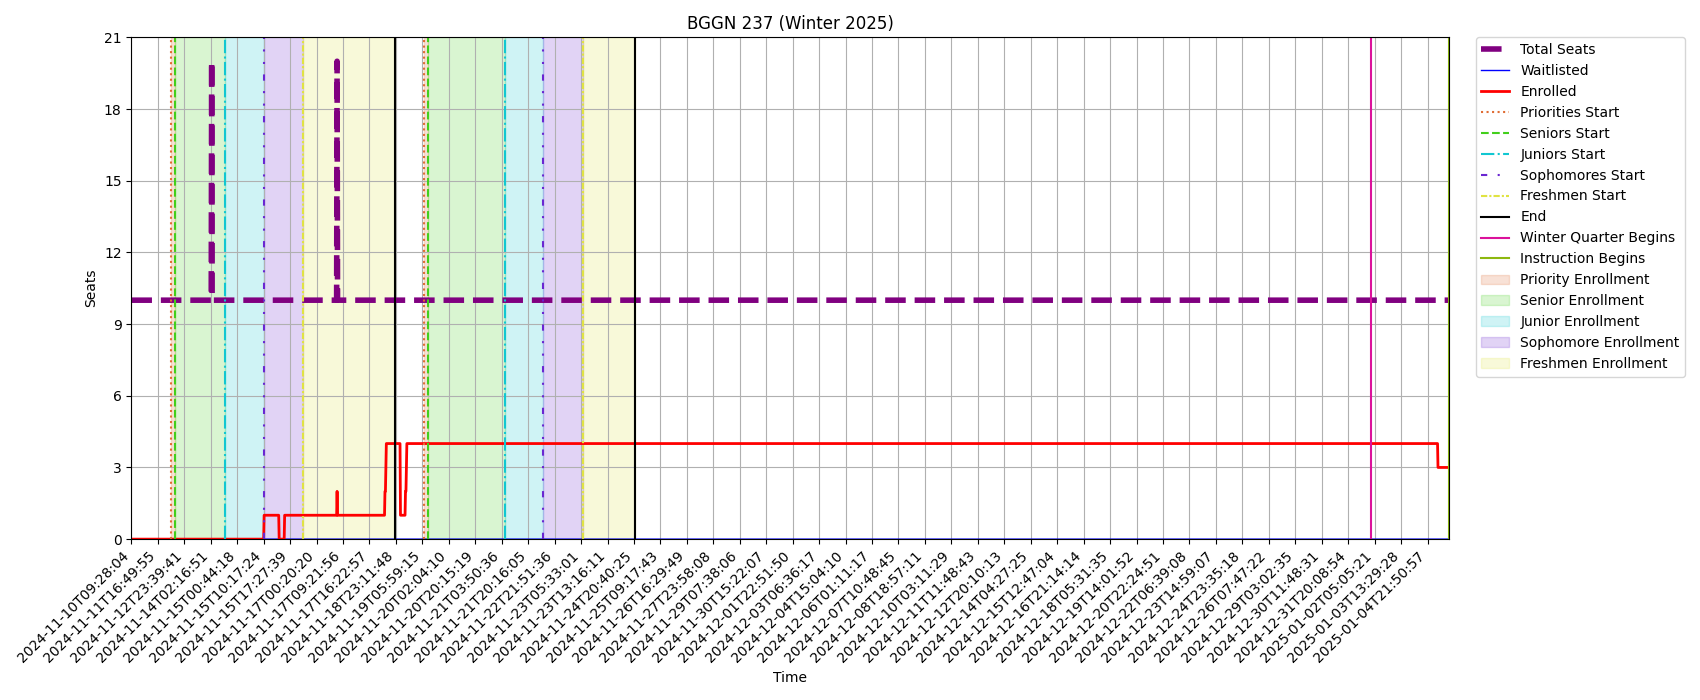 BGGN 237 (Winter 2025)
21
18
15
12
9
6
3
0
Seats
2024-11-10T09:28:04
2024-11-11T16:49:55
2024-11-12T23:39:41
2024-11-14T02:16:51
2024-11-15T00:44:18
2024-11-15T10:17:24
2024-11-15T17:27:39
2024-11-17T00:20:20
2024-11-17T09:21:56
2024-11-17T16:22:57
2024-11-18T23:11:48
2024-11-19T05:59:15
2024-11-20T02:04:10
2024-11-20T20:15:19
2024-11-21T03:50:36
2024-11-21T20:16:05
2024-11-22T21:51:36
2024-11-23T05:33:01
2024-11-23T13:16:11
2024-11-24T20:40:25
2024-11-25T09:17:43
2024-11-26T16:29:49
2024-11-27T23:58:08
2024-11-29T07:38:06
2024-11-30T15:22:07
2024-12-01T22:51:50
2024-12-03T06:36:17
2024-12-04T15:04:10
2024-12-06T01:11:17
2024-12-07T10:48:45
2024-12-08T18:57:11
2024-12-10T03:11:29
2024-12-11T11:48:43
2024-12-12T20:10:13
2024-12-14T04:27:25
2024-12-15T12:47:04
2024-12-16T21:14:14
2024-12-18T05:31:35
2024-12-19T14:01:52
2024-12-20T22:24:51
2024-12-22T06:39:08
2024-12-23T14:59:07
2024-12-24T23:35:18
2024-12-26T07:47:22
2024-12-29T03:02:35
2024-12-30T11:48:31
2024-12-31T20:08:54
2025-01-02T05:05:21
2025-01-03T13:29:28
2025-01-04T21:50:57
Time
Total Seats
Waitlisted
Enrolled
Priorities Start
Seniors Start
Juniors Start
Sophomores Start
Freshmen Start
End
Winter Quarter Begins
Instruction Begins
Priority Enrollment
Senior Enrollment
Junior Enrollment
Sophomore Enrollment
Freshmen Enrollment